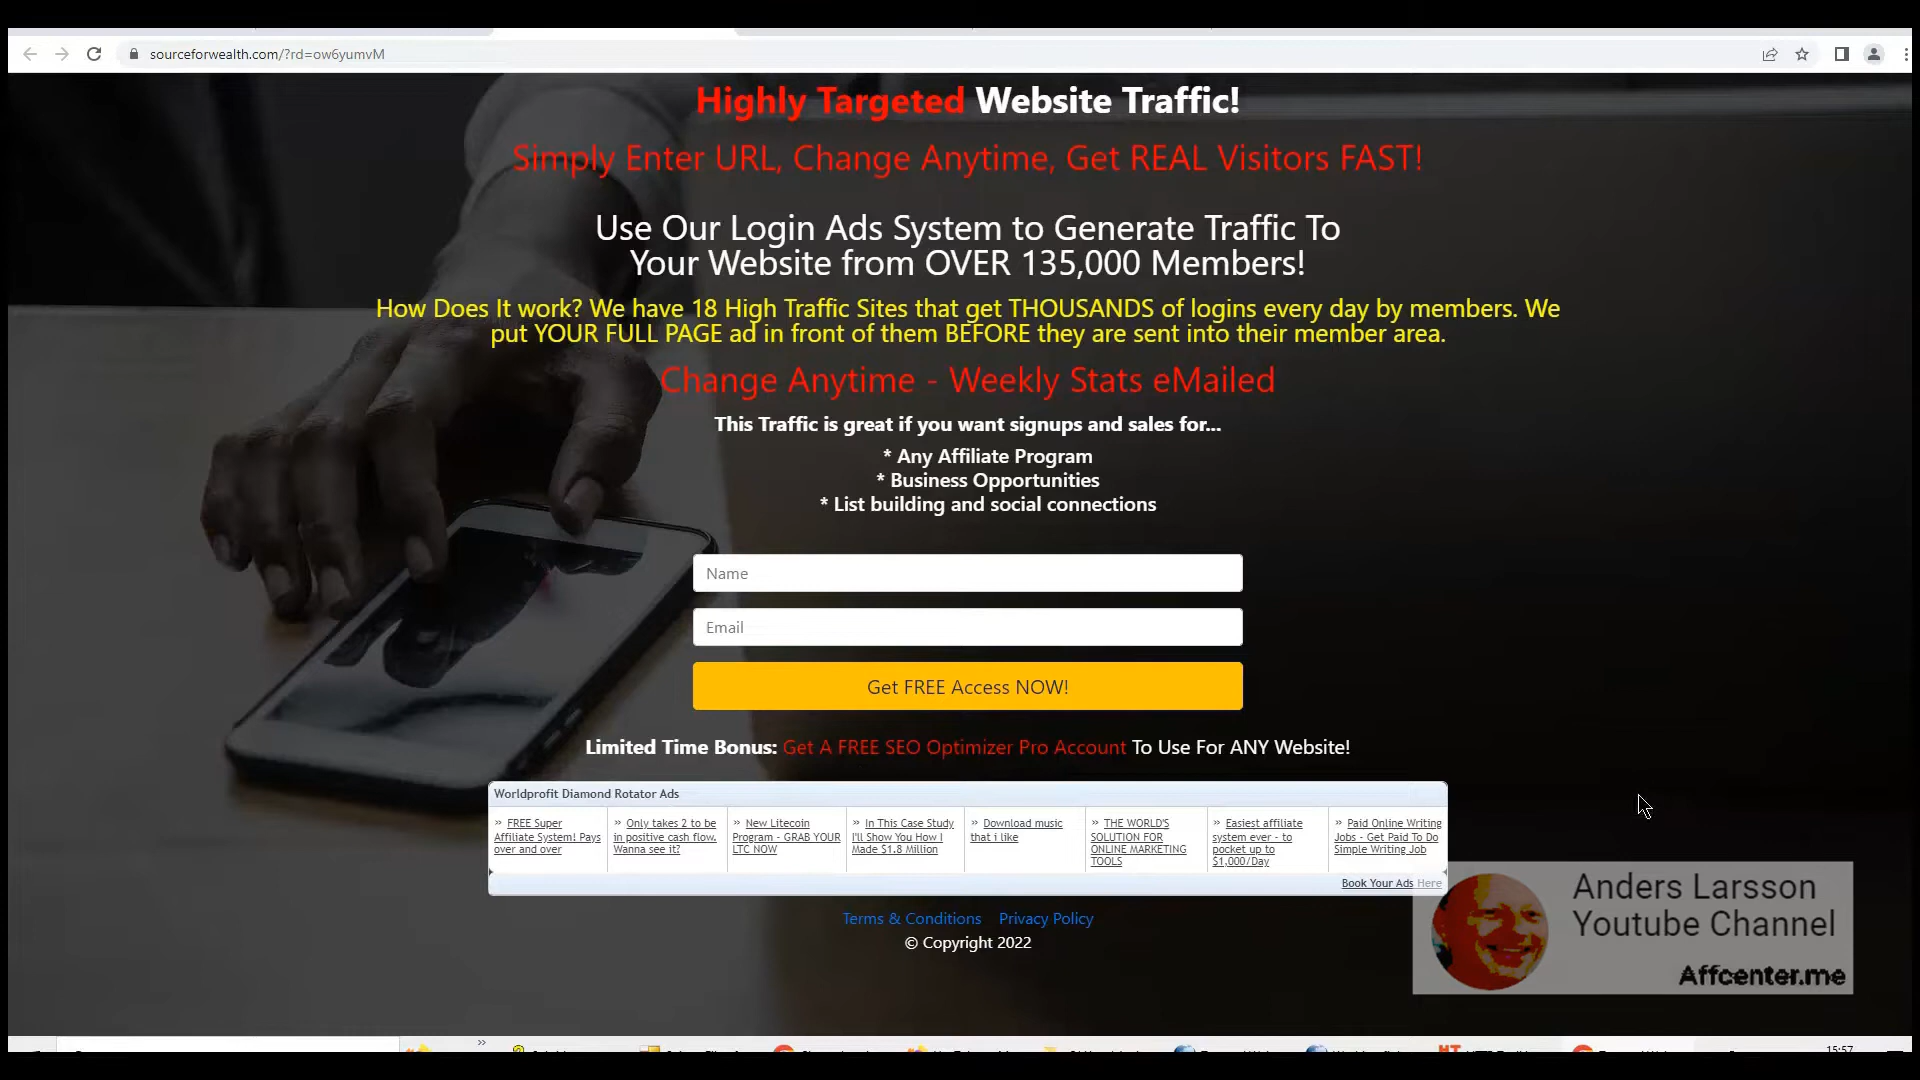 sourceforwealth.com/?rd=ow6yumvM
Highly Targeted Website Traffic!
Simply Enter URL, Change Anytime, Get REAL Visitors FAST!
Use Our Login Ads System to Generate Traffic To
Your Website from OVER 135,000 Members!
How Does It work? We have 18 High Traffic Sites that get THOUSANDS of logins every day by members. We
put YOUR FULL PAGE ad in front of them BEFORE they are sent into their member area.
Change Anytime - Weekly Stats eMailed
This Traffic is great if you want signups and sales for...
* Any Affiliate Program
* Business Opportunities
* List building and social connections
Name
Email
Get FREE Access NOW!
Limited Time Bonus: Get A FREE SEO Optimizer Pro Account To Use For ANY Website!
Worldprofit Diamond Rotator Ads
» FREE Super
Affiliate System! Pays
over and over
» Only takes 2 to be
in positive cash flow.
Wanna see it?
» New Litecoin
Program - GRAB YOUR
LTC NOW
» In This Case Study
I'll Show You How I
Made $1.8 Million
» Download music
that i like
» THE WORLD'S
SOLUTION FOR
ONLINE MARKETING
TOOLS
» Easiest affiliate
system ever - to
pocket up to
$1,000/Day
» Paid Online Writing
Jobs - Get Paid To Do
Simple Writing Job
Book Your Ads Here
Terms & Conditions Privacy Policy
© Copyright 2022
Anders Larsson
Youtube Channel
Affcenter.me
15:57